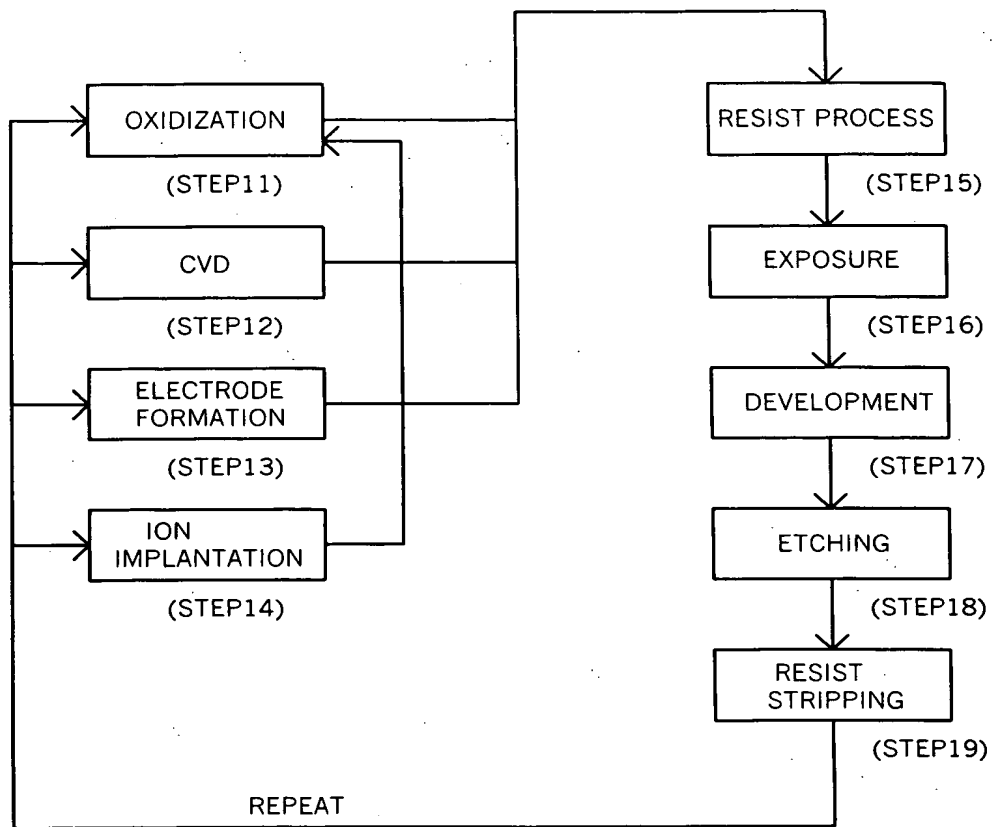 OXIDIZATION
(STEP11)
CVD
(STEP12)
ELECTRODE
FORMATION
(STEP13)
ION
IMPLANTATION
(STEP14)
RESIST PROCESS
(STEP15)
EXPOSURE
(STEP16)
DEVELOPMENT
(STEP17)
ETCHING
(STEP18)
RESIST
STRIPPING
(STEP19)
REPEAT